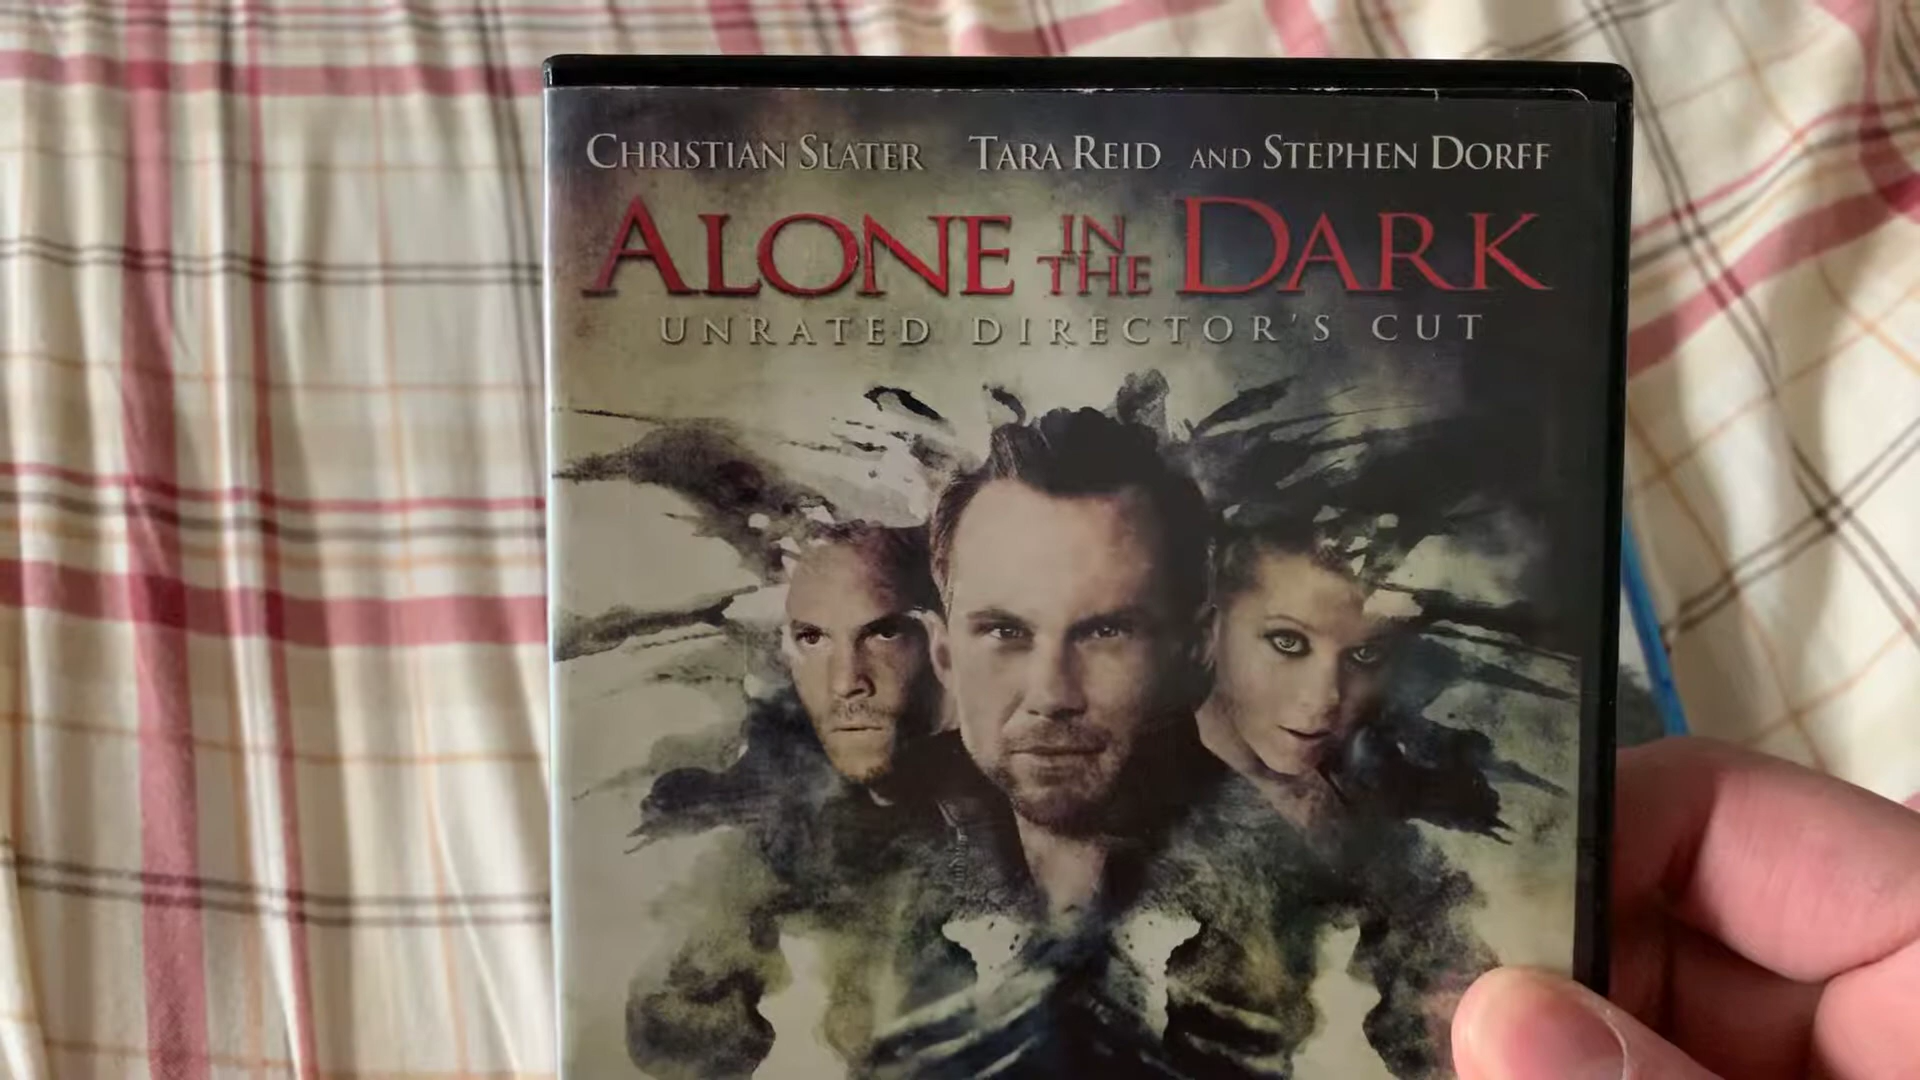 CHRISTIAN SLATER TARA REID AND STEPHEN DORFF
ALONE IN THE DARK
UNRATED DIRECTOR'S CUT